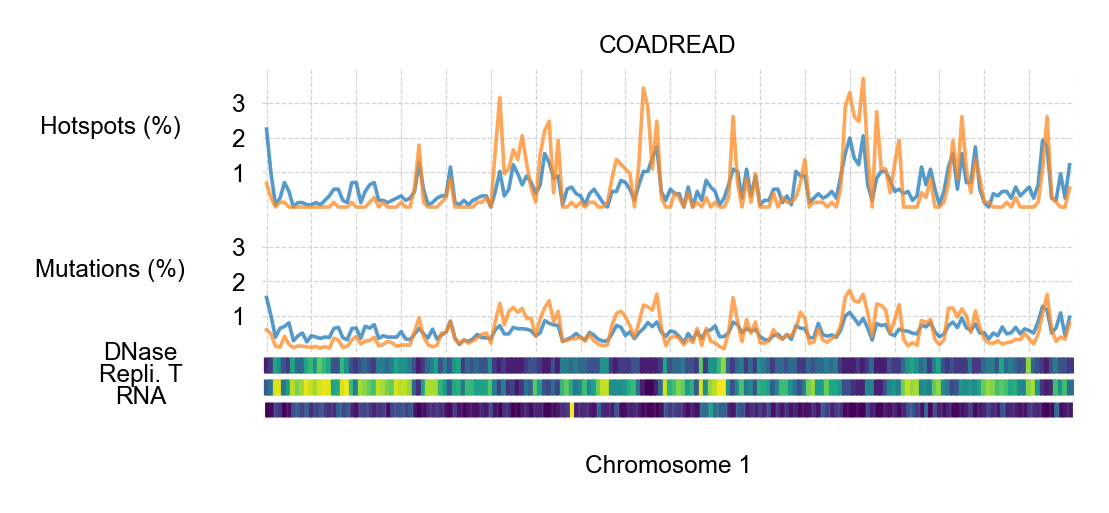 COADREAD
3
Hotspots (%)
2
1
3
Mutations (%)
2
1
DNase
Repli. T
RNA
Chromosome 1